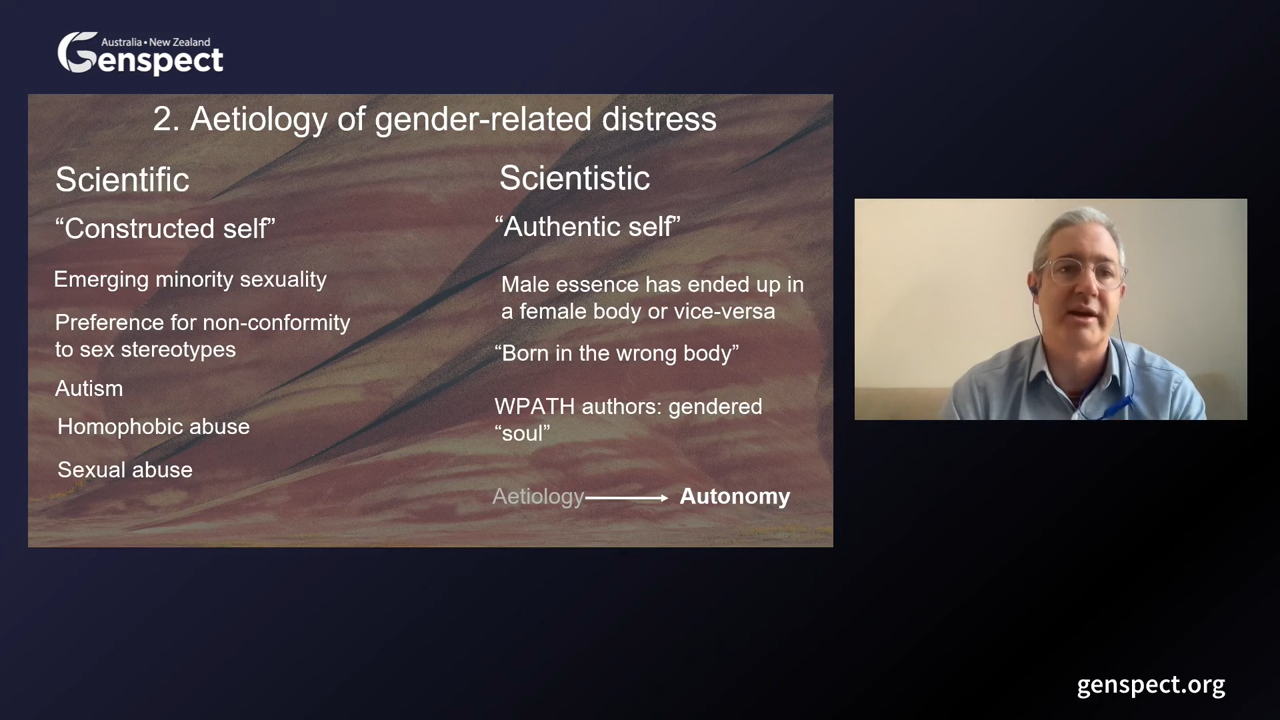 Australia • New Zealand
Genspect
2. Aetiology of gender-related distress
Scientific
“Constructed self”
Emerging minority sexuality
Preference for non-conformity
to sex stereotypes
Autism
Homophobic abuse
Sexual abuse
Scientistic
“Authentic self”
Male essence has ended up in
a female body or vice-versa
“Born in the wrong body”
WPATH authors: gendered
“soul”
Aetiology Autonomy
genspect.org